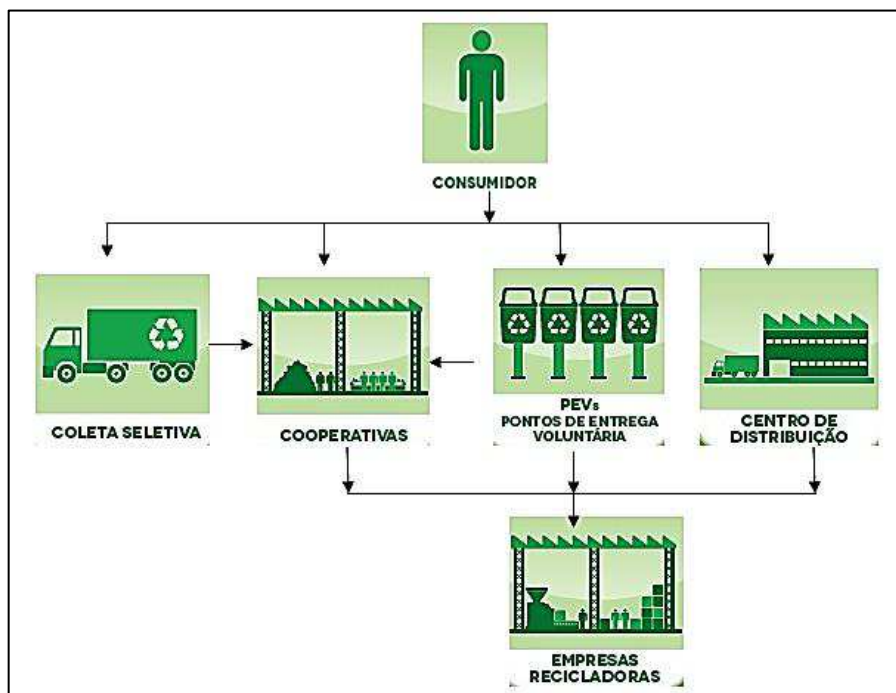 CONSUMIDOR
COLETA SELETIVA
COOPERATIVAS
PEVs
PONTOS DE ENTREGA
VOLUNTÁRIA
CENTRO DE
DISTRIBUIÇÃO
EMPRESAS
RECICLADORAS